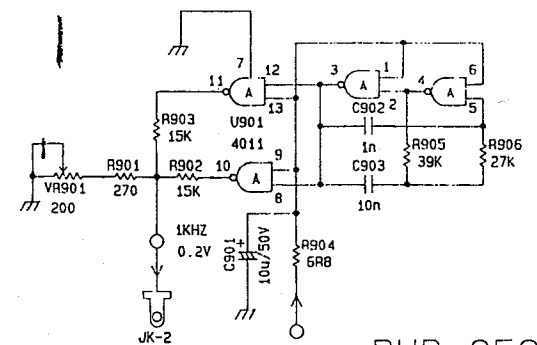 7
11
12
13
3
1
2
4
6
5
A
A
A
R903
15K
U901
4011
C902
1n
R905
39K
R906
27K
VR901
200
R901
270
R902
15K
10
9
8
A
C903
10n
1KHZ
0.2V
C901
+
10u/50V
R904
6R8
JK-2